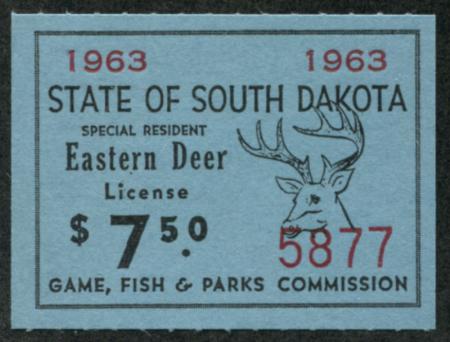 1963 1963
STATE OF SOUTH DAKOTA
SPECIAL RESIDENT
Eastern Deer
License
$7.50
5877
GAME, FISH & PARKS COMMISSION